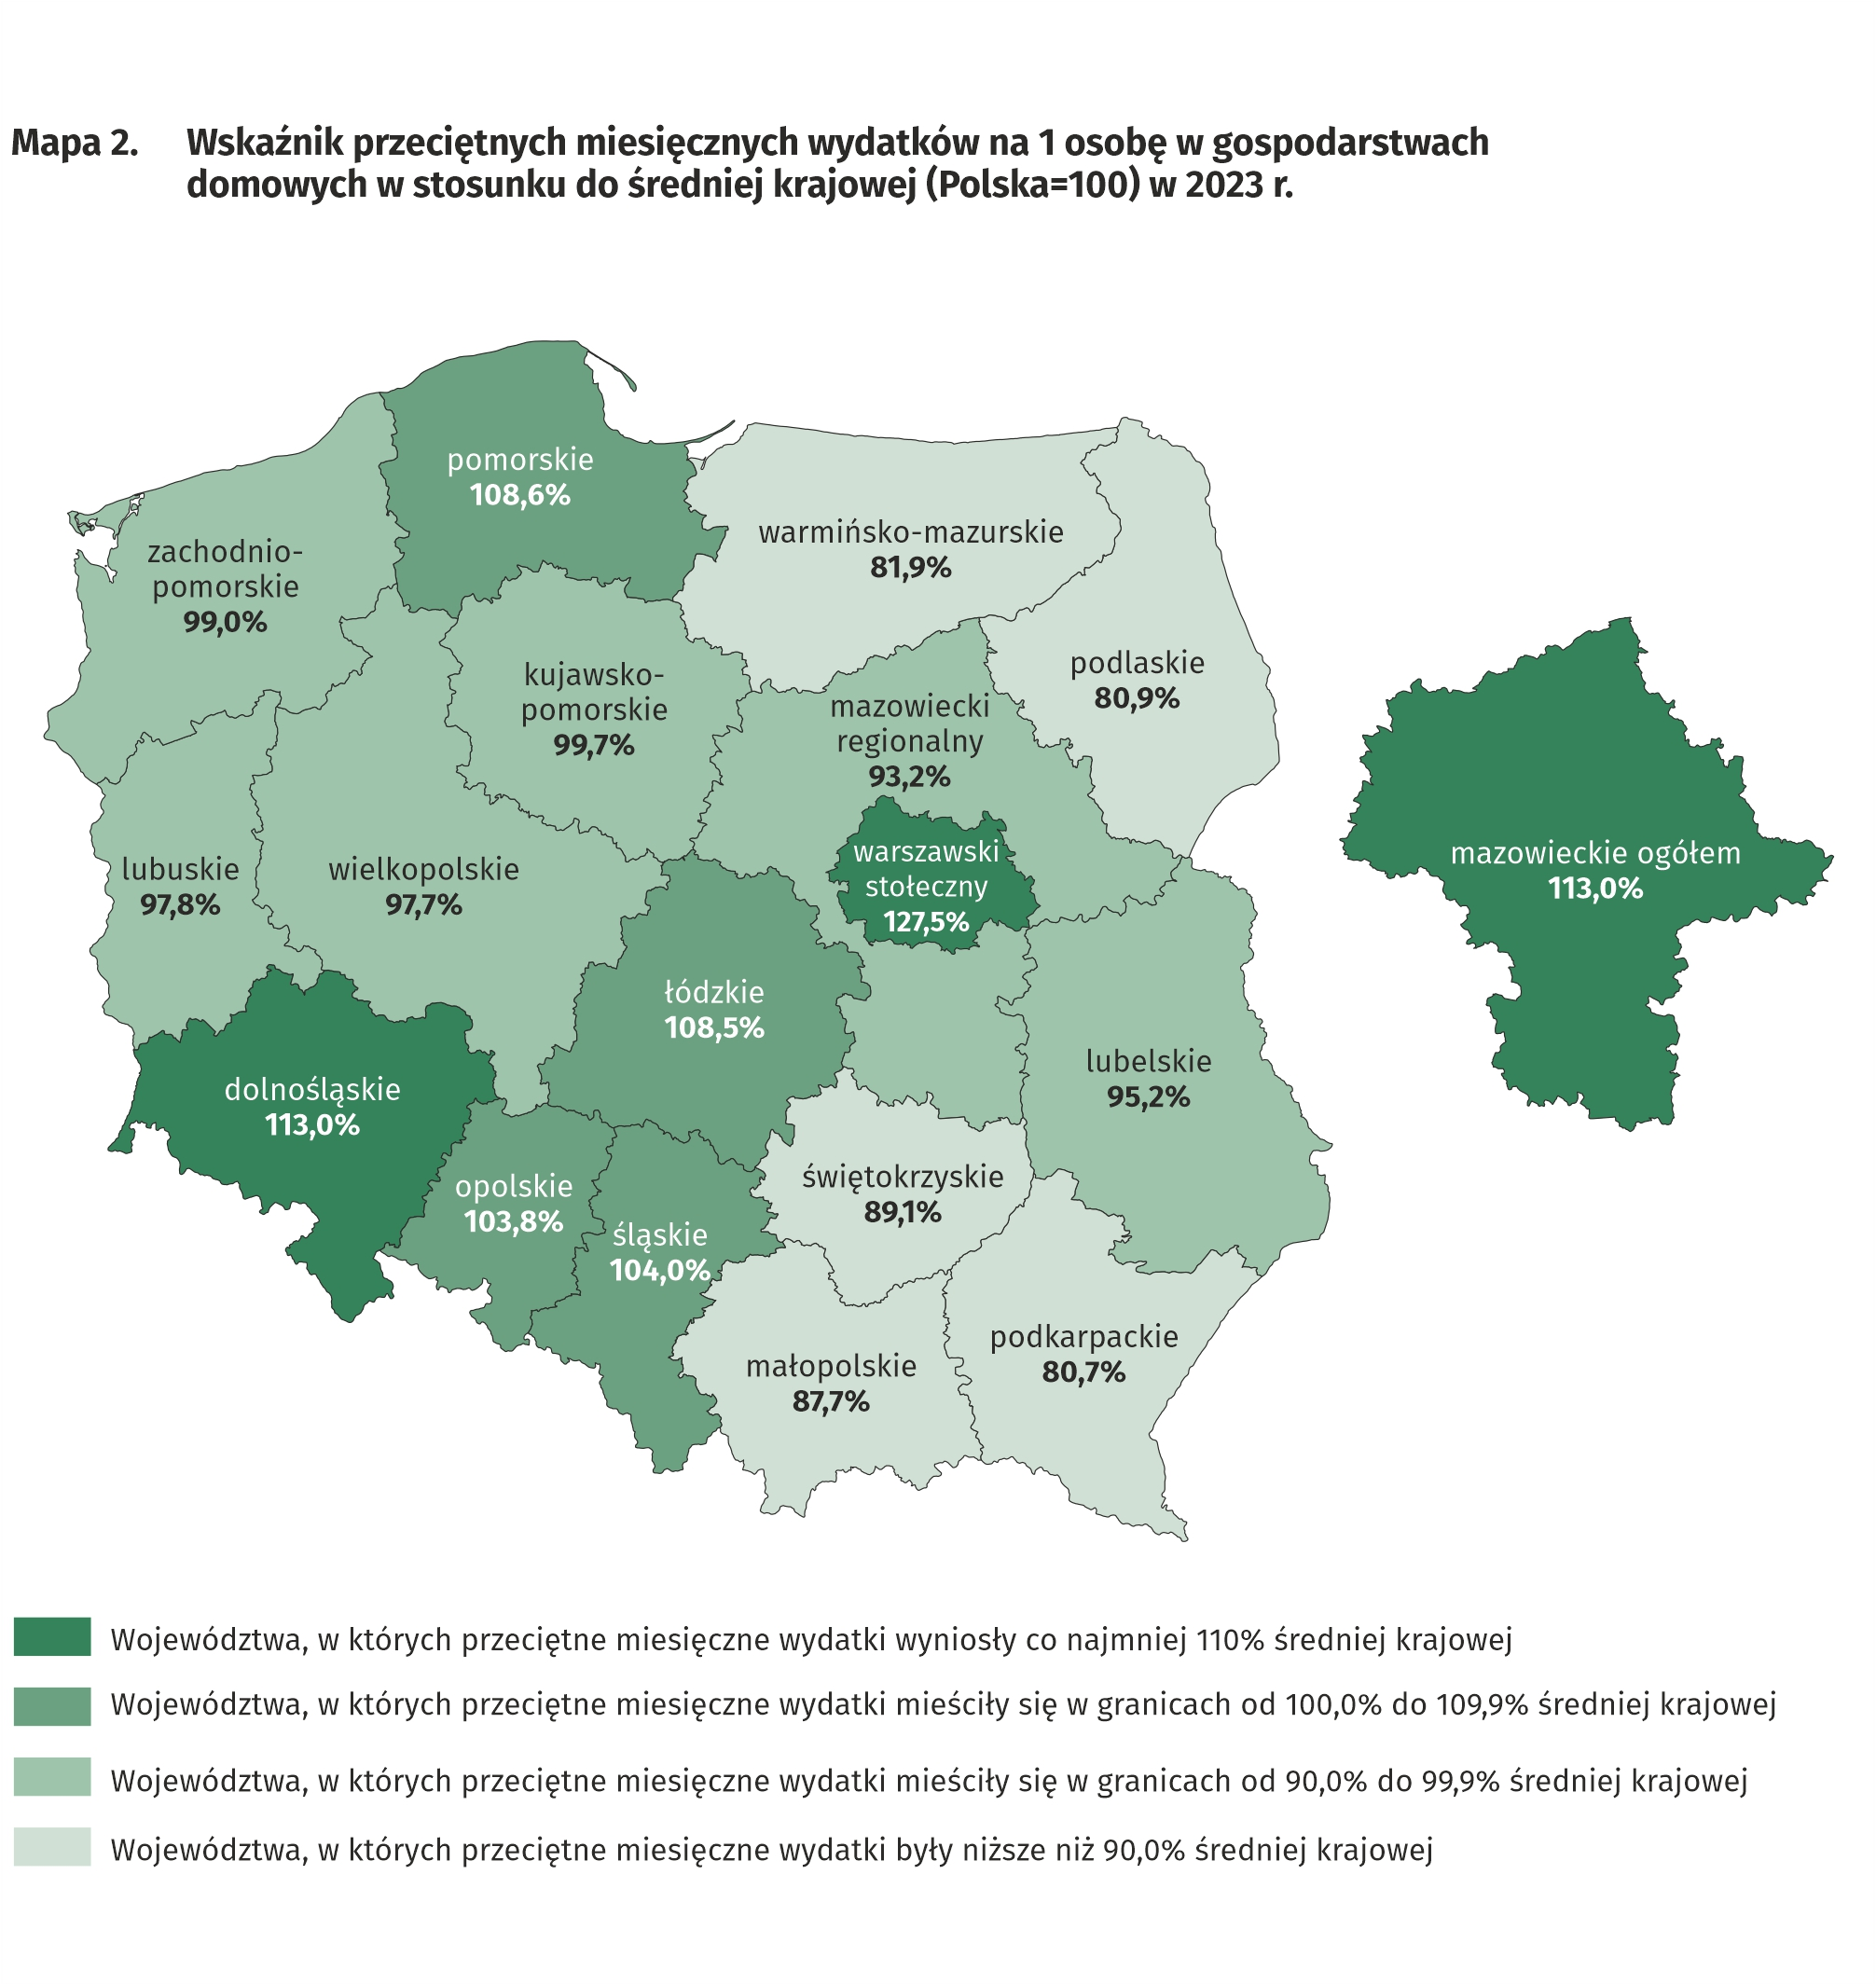 Mapa 2. Wskaźnik przeciętnych miesięcznych wydatków na 1 osobę w gospodarstwach
domowych w stosunku do średniej krajowej (Polska=100) w 2023 r.
pomorskie
108,6%
warmińsko-mazurskie
81,9%
zachodnio-
pomorskie
99,0%
podlaskie
80,9%
kujawsko-
pomorskie
99,7%
mazowiecki
regionalny
93,2%
warszawski
stołeczny
127,5%
mazowieckie ogółem
113,0%
lubuskie
97,8%
wielkopolskie
97,7%
łódzkie
108,5%
lubelskie
95,2%
dolnośląskie
113,0%
opolskie
103,8%
śląskie
104,0%
świętokrzyskie
89,1%
podkarpackie
80,7%
małopolskie
87,7%
Województwa, w których przeciętne miesięczne wydatki wyniosły co najmniej 110% średniej krajowej
Województwa, w których przeciętne miesięczne wydatki mieściły się w granicach od 100,0% do 109,9% średniej krajowej
Województwa, w których przeciętne miesięczne wydatki mieściły się w granicach od 90,0% do 99,9% średniej krajowej
Województwa, w których przeciętne miesięczne wydatki były niższe niż 90,0% średniej krajowej